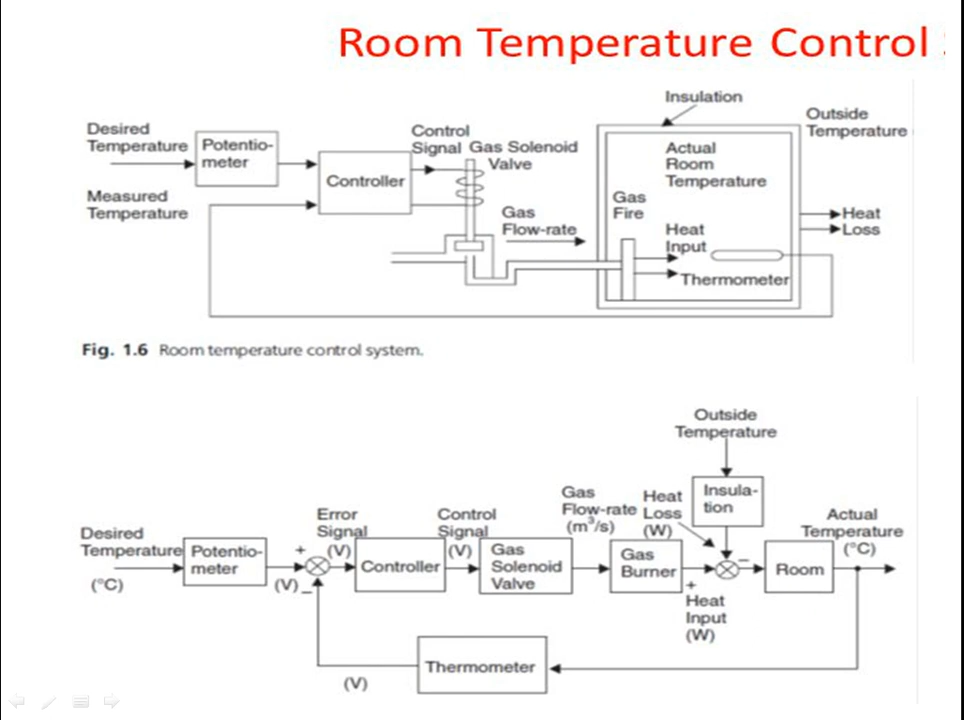 Room Temperature Control
Insulation
Desired
Temperature
Potentio-
meter
Measured
Temperature
Controller
Control
Signal
Gas Solenoid
Valve
Gas
Flow-rate
Gas
Fire
Actual
Room
Temperature
Heat
Input
Thermometer
Outside
Temperature
Heat
Loss
Fig. 1.6 Room temperature control system.
Outside
Temperature
Insula-
tion
Desired
Temperature
(°C)
Potentio-
meter
(V)
+
–
Error
Signal
(V)
Controller
Control
Signal
(V)
Gas
Solenoid
Valve
Gas
Flow-rate
(m³/s)
Gas
Burner
Heat
Loss
(W)
–
+
Heat
Input
(W)
Room
Actual
Temperature
(°C)
Thermometer
(V)